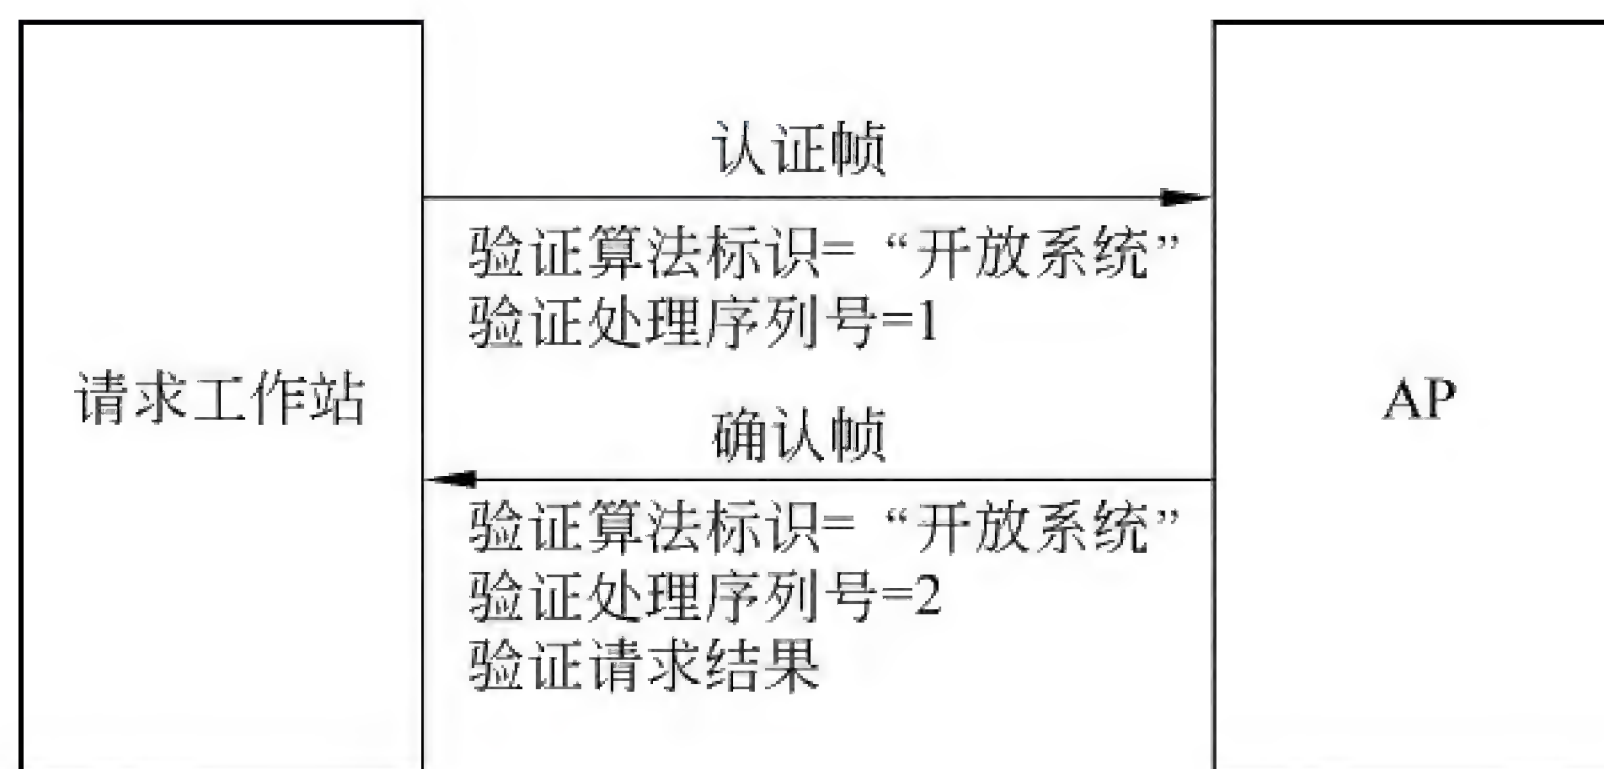 认证帧
验证算法标识=“开放系统”
验证处理序列号=1
请求工作站
AP
确认帧
验证算法标识=“开放系统”
验证处理序列号=2
验证请求结果